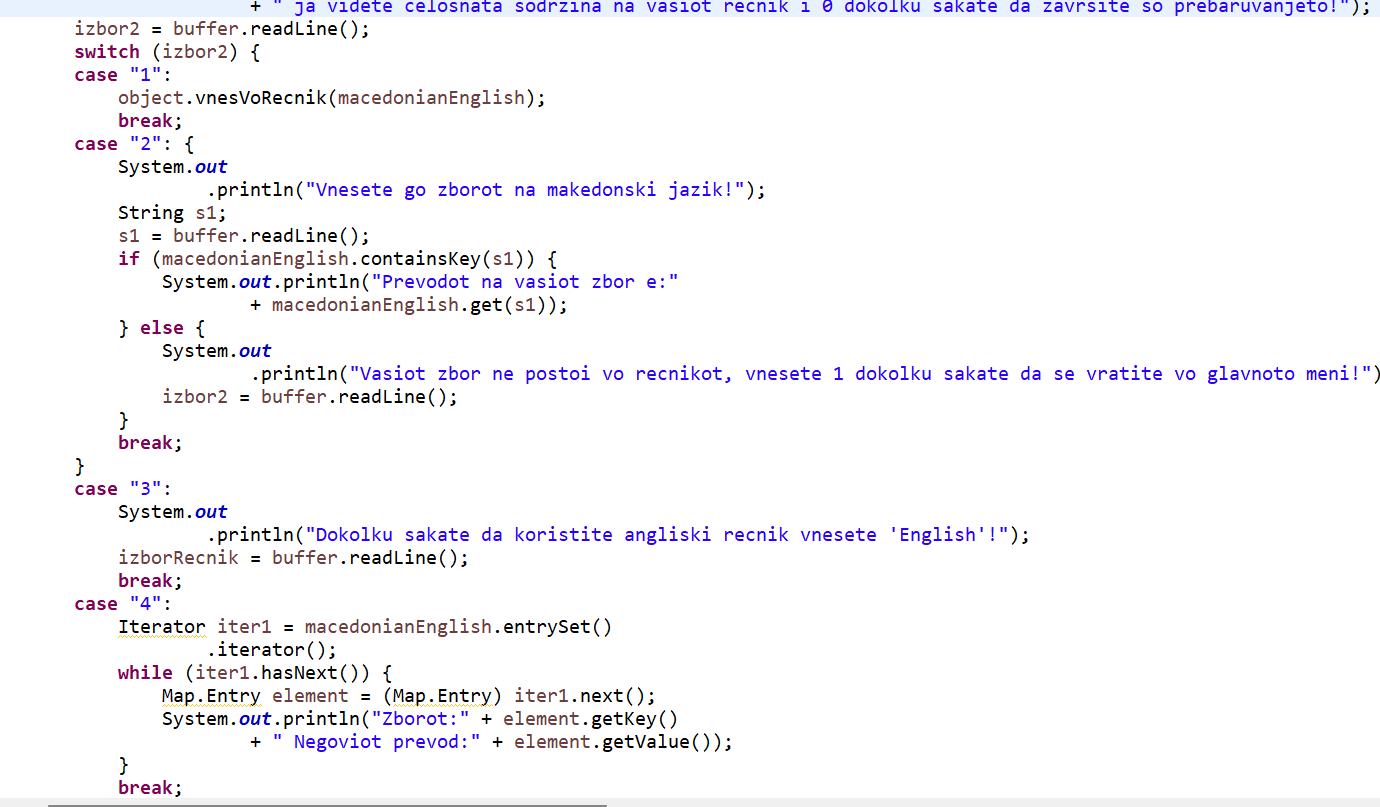 + " ja videte celosnata sodrzina na vasiot recnik i 0 dokolku sakate da zavrsite so prebaruvanjeto!");
izbor2 = buffer.readLine();
switch (izbor2) {
case "1":
object.vnesVoRecnik(macedonianEnglish);
break;
case "2": {
System.out
.println("Vnesete go zborot na makedonski jazik!");
String s1;
s1 = buffer.readLine();
if (macedonianEnglish.containsKey(s1)) {
System.out.println("Prevodot na vasiot zbor e:"
+ macedonianEnglish.get(s1));
} else {
System.out
.println("Vasiot zbor ne postoi vo recnikot, vnesete 1 dokolku sakate da se vratite vo glavnoto meni!")
izbor2 = buffer.readLine();
}
break;
}
case "3":
System.out
.println("Dokolku sakate da koristite angliski recnik vnesete 'English'!");
izborRecnik = buffer.readLine();
break;
case "4":
Iterator iter1 = macedonianEnglish.entrySet()
.iterator();
while (iter1.hasNext()) {
Map.Entry element = (Map.Entry) iter1.next();
System.out.println("Zborot:" + element.getKey()
+ " Negoviot prevod:" + element.getValue());
}
break;